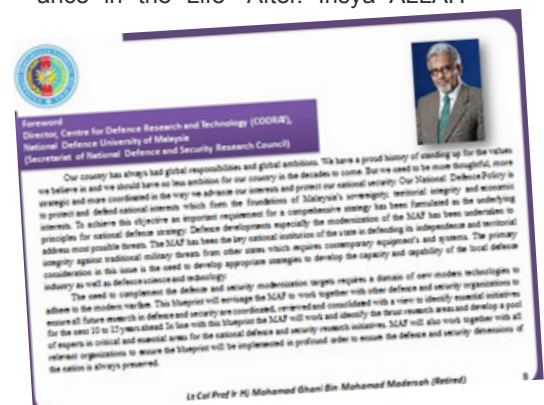 ance in the Life After. Insya ALLAH
Foreword
Director, Centre for Defence Research and Technology (CODRAT),
National Defence University of Malaysia
(Secretariat of National Defence and Security Research Council)
Our country has always had global responsibilities and global ambitions. We have a proud history of standing up for the values
we believe in and we should have no less ambition for our country in the decades to come. But we need to be more thoughtful, more
strategic and more coordinated in the way we advance our interests and protect our national security. Our National Defence Policy is
to protect and defend national interests which form the foundations of Malaysia's sovereignty, territorial integrity and economic
interests. To achieve this objective an important requirement for a comprehensive strategy has been formulated as the underlying
principles for national defence strategy. Defence developments especially the modernization of the MAF has been undertaken to
address most possible threats. The MAF has been the key national institution of the state in defending its independence and territorial
integrity against traditional military threats from other states which requires contemporary equipment's and systems. The primary
consideration in this issue is the need to develop appropriate strategies to develop the capacity and capability of the local defence
industry as well as defence science and technology.
The need to complement the defence and security modernization targets requires a domain of new modern technologies to
adhere to the modern warfare. This blueprint will envisage the MAF to work together with other defence and security organizations to
ensure all future research in defence and security are coordinated, reviewed and consolidated with a view to identify essential initiatives
for the next 10 to 15 years ahead. In line with this blueprint the MAF will work and identify the thrust research areas and develop a pool
of experts in critical and essential areas for the national defence and security research initiatives. MAF will also work together with all
relevant organizations to ensure the blueprint will be implemented in profound order to ensure the defence and security dimensions of
the nation is always preserved.
Lt Col Prof Ir Hj Mohamad Ghani Bin Mohamad Madersah (Retired)